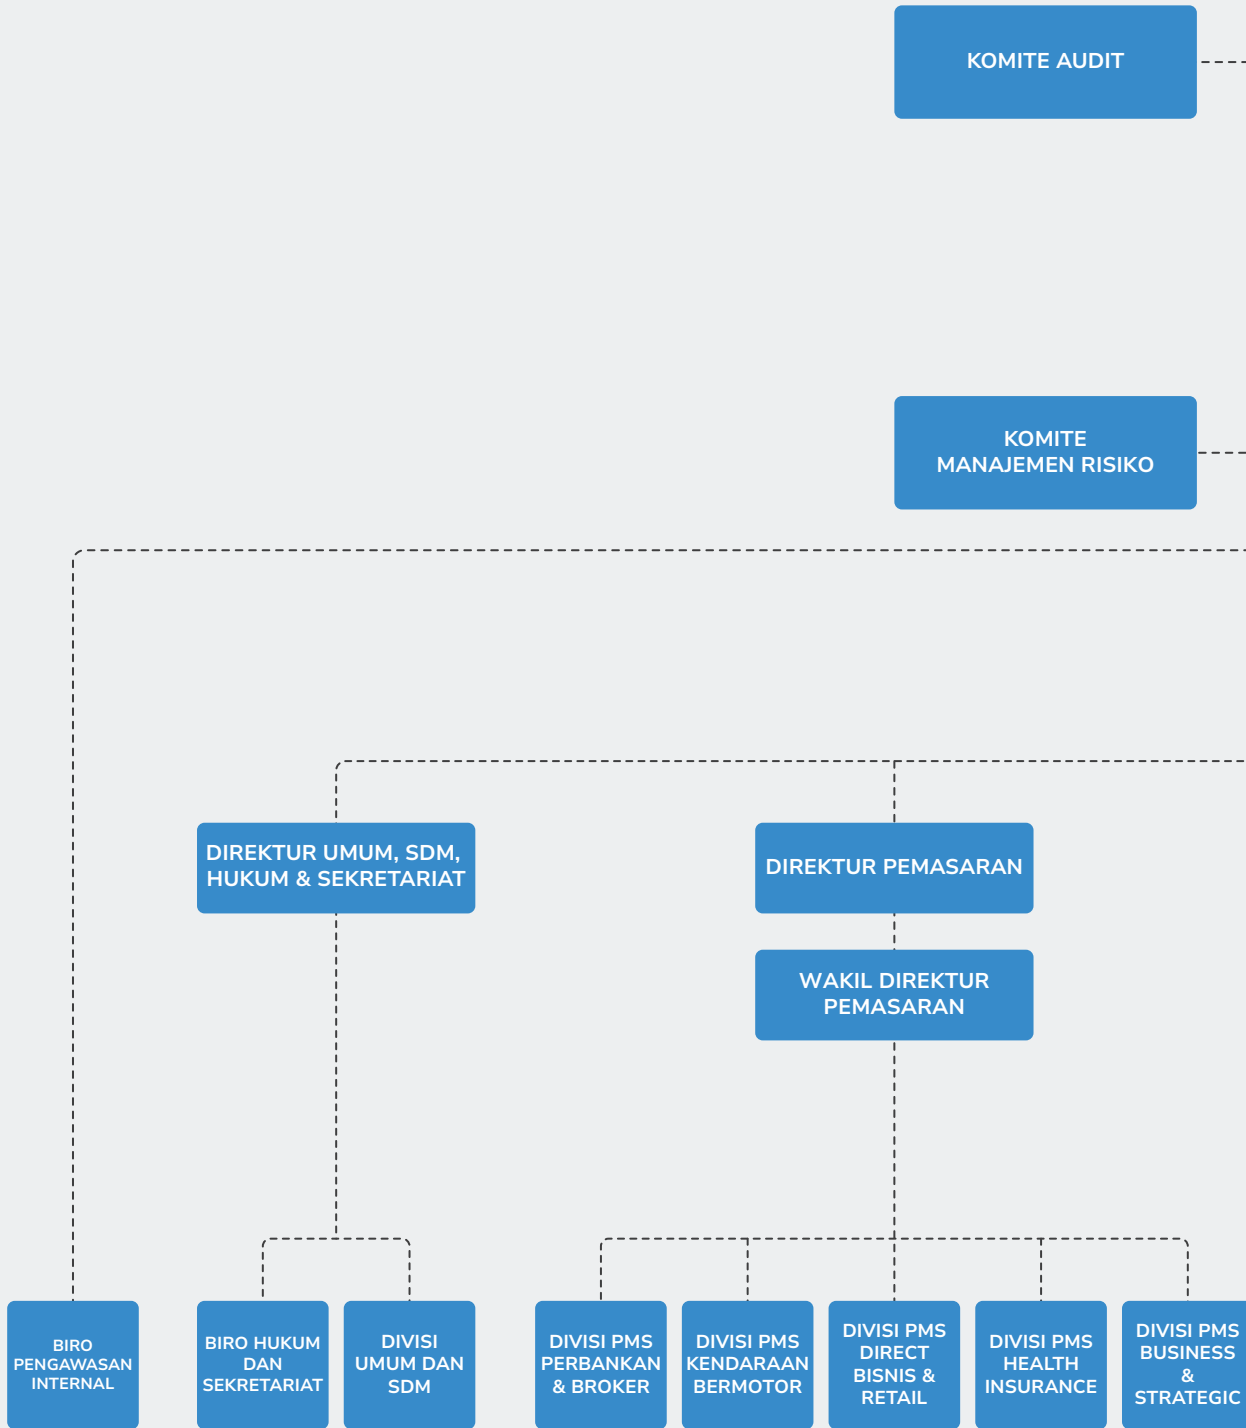 KOMITE AUDIT
KOMITE
MANAJEMEN RISIKO
DIREKTUR UMUM, SDM,
HUKUM & SEKRETARIAT
DIREKTUR PEMASARAN
WAKIL DIREKTUR
PEMASARAN
BIRO
PENGAWASAN
INTERNAL
BIRO HUKUM
DAN
SEKRETARIAT
DIVISI
UMUM DAN
SDM
DIVISI PMS
PERBANKAN
& BROKER
DIVISI PMS
KENDARAAN
BERMOTOR
DIVISI PMS
DIRECT
BISNIS &
RETAIL
DIVISI PMS
HEALTH
INSURANCE
DIVISI PMS
BUSINESS
&
STRATEGIC